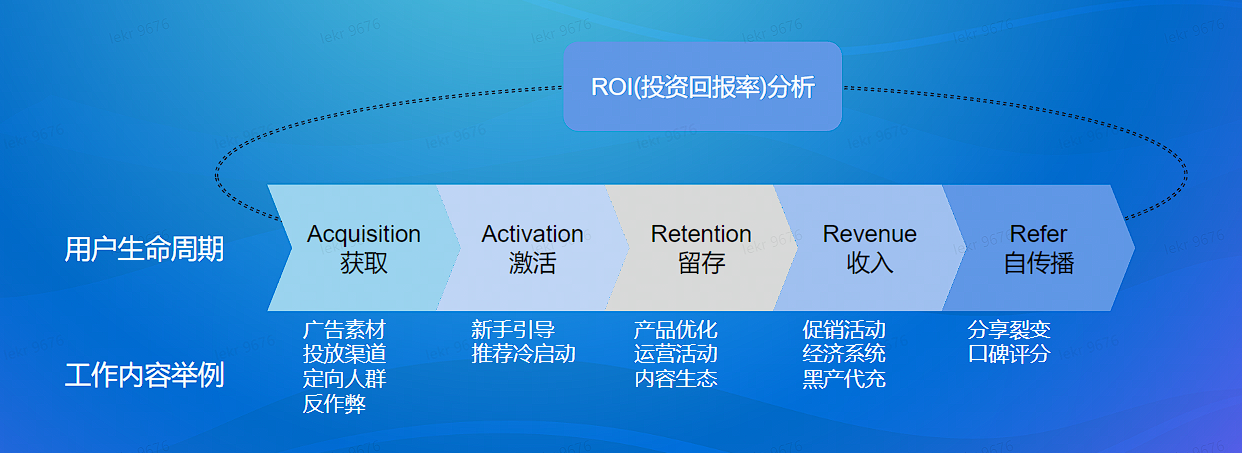 ROI(投资回报率)分析
用户生命周期
Acquisition
获取
Activation
激活
Retention
留存
Revenue
收入
Refer
自传播
工作内容举例
广告素材
投放渠道
定向人群
反作弊
新手引导
推荐冷启动
产品优化
运营活动
内容生态
促销活动
经济系统
黑产代充
分享裂变
口碑评分
lekr 9676